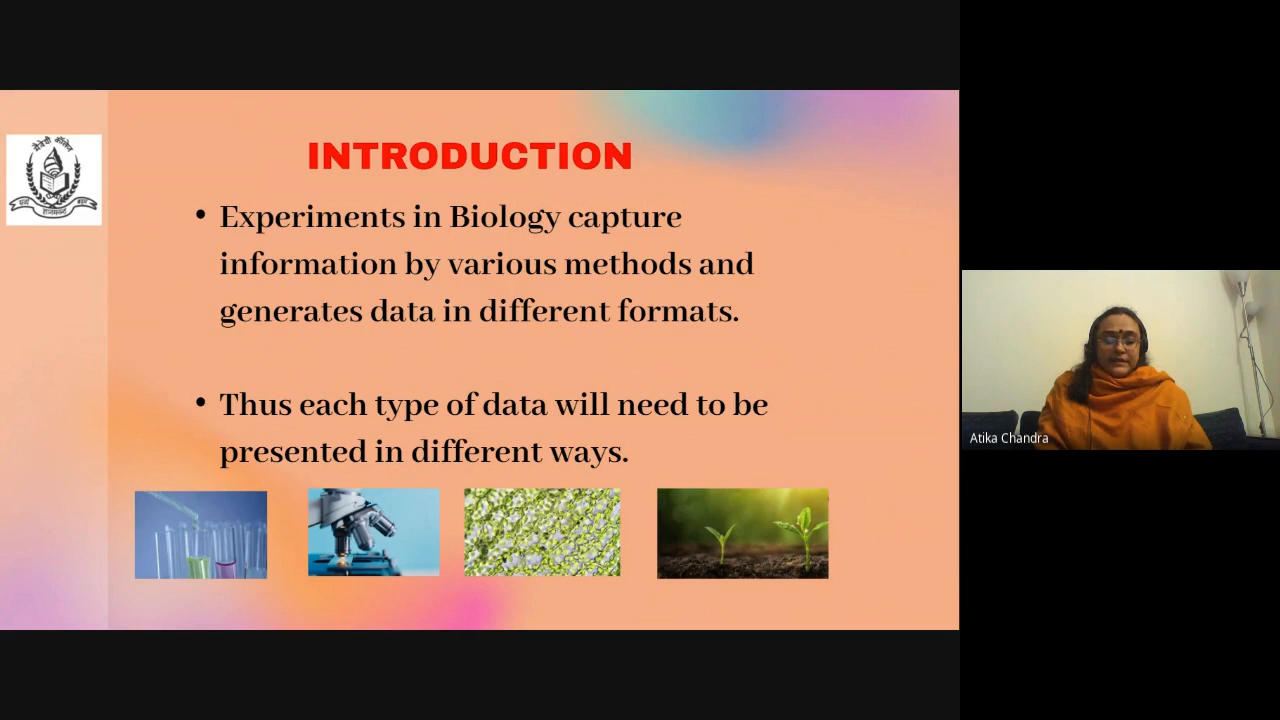 INTRODUCTION
• Experiments in Biology capture
information by various methods and
generates data in different formats.
• Thus each type of data will need to be
presented in different ways.
Atika Chandra